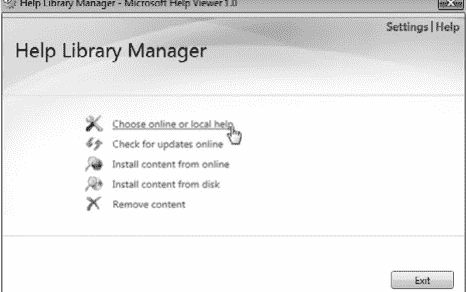 Help Library Manager - Microsoft Help Viewer 1.0
Settings | Help
Help Library Manager
Choose online or local help
Check for updates online
Install content from online
Install content from disk
Remove content
Exit